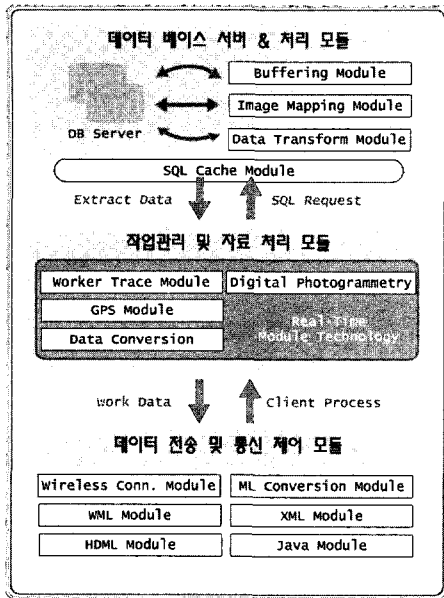 데이터 베이스 서버 & 처리 모듈
Buffering Module
Image Mapping Module
DB Server
Data Transform Module
SQL Cache Module
Extract Data
SQL Request
작업관리 및 자료 처리 모듈
Worker Trace Module
Digital Photogrammetry
GPS Module
Real-Time
Module Technology
Data Conversion
Work Data
Client Process
데이터 전송 및 통신 제어 모듈
Wireless Conn. Module
ML Conversion Module
WML Module
XML Module
HDML Module
Java Module